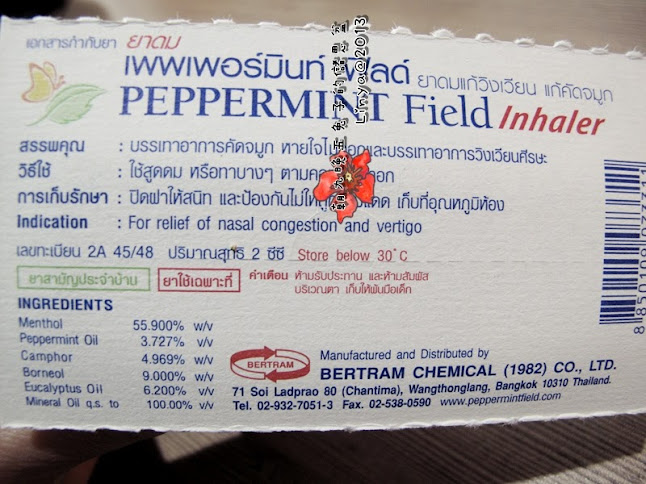 เอกสารกำกับยา ยาดม
เพพเพอร์มินท์ ฟิลด์ ยาดมแก้วิงเวียน แก้คัดจมูก
PEPPERMINT Field Inhaler
สรรพคุณ : บรรเทาอาการคัดจมูก หายใจไม่ออกและบรรเทาอาการวิงเวียนศีรษะ
วิธีใช้ : ใช้สูดดม หรือทาบางๆ ตามคอ
การเก็บรักษา : ปิดฝาให้สนิท และป้องกันไม่ให้ถูกแสงแดด เก็บที่อุณหภูมิห้อง
Indication : For relief of nasal congestion and vertigo
เลขทะเบียน 2A 45/48 ปริมาณสุทธิ 2 ซีซี Store below 30°C
ยาสามัญประจำบ้าน ยาใช้เฉพาะที่ คำเตือน ห้ามรับประทาน และห้ามสัมผัส
บริเวณตา เก็บให้พ้นมือเด็ก
INGREDIENTS
Menthol 55.900% w/v
Peppermint Oil 3.727% v/v
Camphor 4.969% w/v
Borneol 9.000% w/v
Eucalyptus Oil 6.200% v/v
Mineral Oil q.s. to 100.00% w/v
BERTRAM
Manufactured and Distributed by
BERTRAM CHEMICAL (1982) CO., LTD.
71 Soi Ladprao 80 (Chantima), Wangthonglang, Bangkok 10310 Thailand.
Tel. 02-932-7051-3 Fax. 02-538-0590 www.peppermintfield.com
Linya@2013